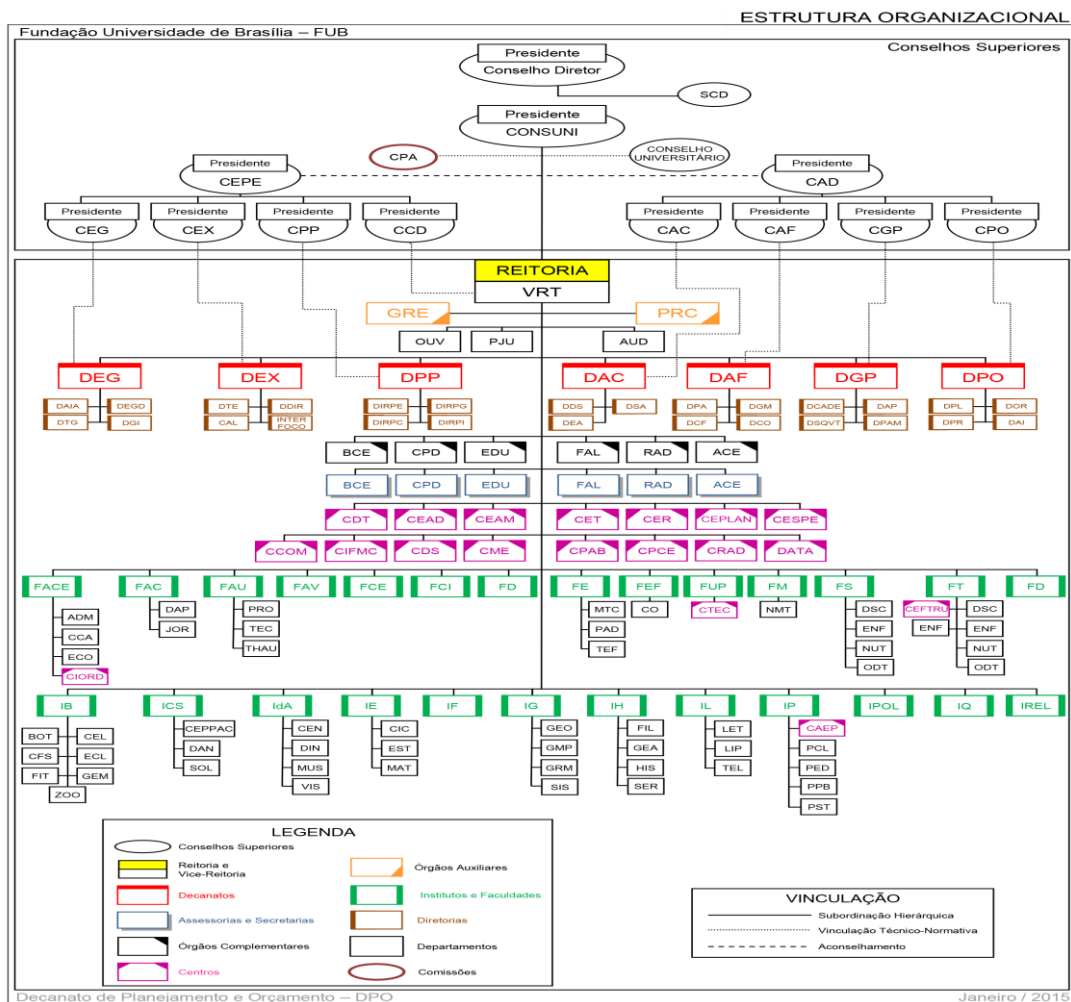 ESTRUTURA ORGANIZACIONAL
Fundação Universidade de Brasília – FUB
Conselhos Superiores
Presidente
Conselho Diretor
SCD
Presidente
CONSUNI
CPA
CONSELHO
UNIVERSITÁRIO
Presidente
CEPE
Presidente
CAD
Presidente Presidente Presidente Presidente Presidente Presidente Presidente Presidente
CEG CEX CPP CCD CAC CAF CGP CPO
REITORIA
VRT
GRE PRC
OUV PJU AUD
DEG DEX DPP DAC DAF DGP DPO
DAIA DEGD DTE DDIR DIRPE DIRPG DDS DSA DPA DGM DCADE DAP DPL DOR
DTG DGI CAL INTER FOCO DIRPC DIRPI DEA DCF DCO DSQVT DPAM DPR DAI
BCE CPD EDU FAL RAD ACE
BCE CPD EDU FAL RAD ACE
CDT CEAD CEAM CET CER CEPLAN CESPE
CCOM CIFMC CDS CME CPAB CPCE CRAD DATA
FACE FAC FAU FAV FCE FCI FD FE FEF FUP FM FS FT FD
ADM DAP PRO MTC CO CTEC NMT DSC CEFTRU DSC
CCA JOR TEC PAD ENF ENF ENF
ECO THAU TEF NUT NUT
CIORD ODT ODT
IB ICS IdA IE IF IG IH IL IP IPOL IQ IREL
BOT CEL CEPPAC CEN CIC GEO FIL LET CAEP
CFS ECL DAN DIN EST GMP GEA LIP PCL
FIT GEM SOL MUS MAT GRM HIS TEL PED
ZOO VIS SIS SER PPB
PST
LEGENDA
Conselhos Superiores
Reitoria e
Vice-Reitoria
Órgãos Auxiliares
Decanatos
Institutos e Faculdades
Assessorias e Secretarias
Diretorias
Órgãos Complementares
Departamentos
Centros
Comissões
VINCULAÇÃO
Subordinação Hierárquica
Vinculação Técnico-Normativa
Aconselhamento
Decanato de Planejamento e Orçamento – DPO
Janeiro / 2015